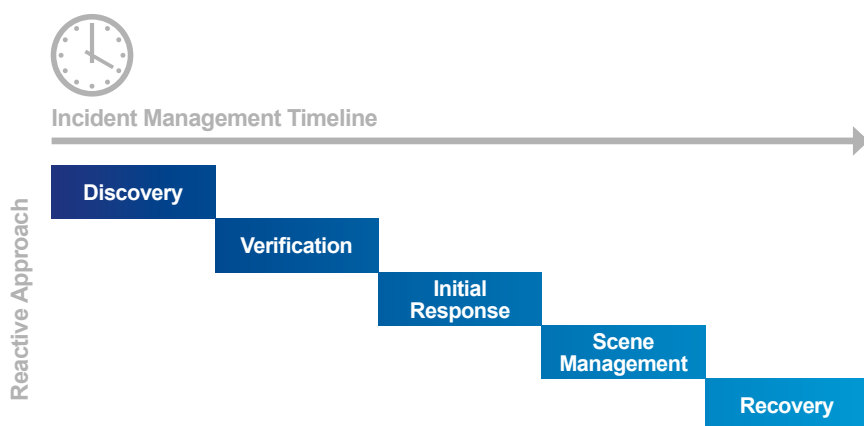 Incident Management Timeline
Reactive Approach
Discovery
Verification
Initial
Response
Scene
Management
Recovery